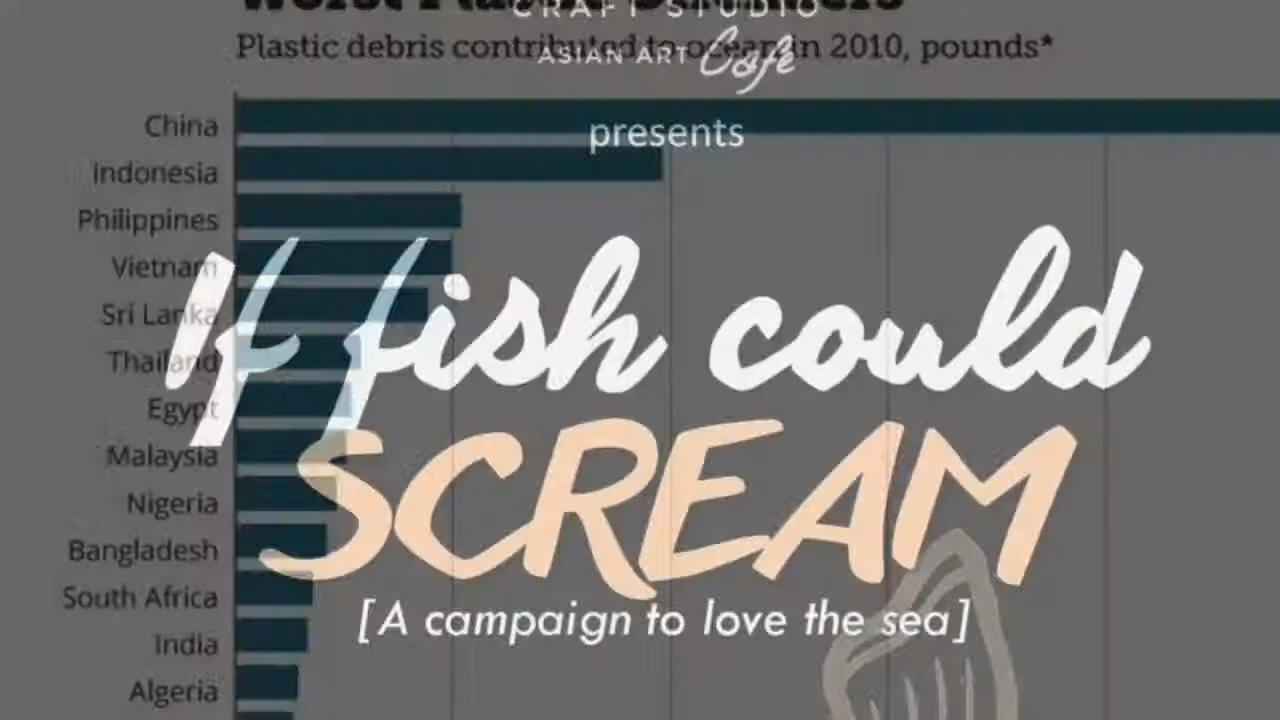 Worst Plastic
CRAFT STUDIO
Plastic debris contributed to ocean in 2010, pounds*
ASIAN ART Cafe
presents
China
Indonesia
Philippines
Vietnam
Sri Lanka
Thailand
Egypt
Malaysia
Nigeria
Bangladesh
South Africa
India
Algeria
If fish could
SCREAM
[A campaign to love the sea]